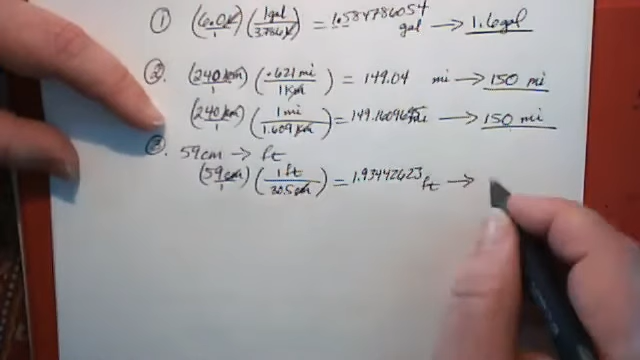 ① (6.0L/1) (1gal/3.786L) = 1.584786054 gal → 1.6gal
② (240km/1) (.621mi/1Km) = 149.04 mi → 150 mi
(240km/1) (1mi/1.609km) = 149.1609695mi → 150 mi
③. 59cm → ft
(59cm/1) (1ft/30.5cm) = 1.93442623 ft →